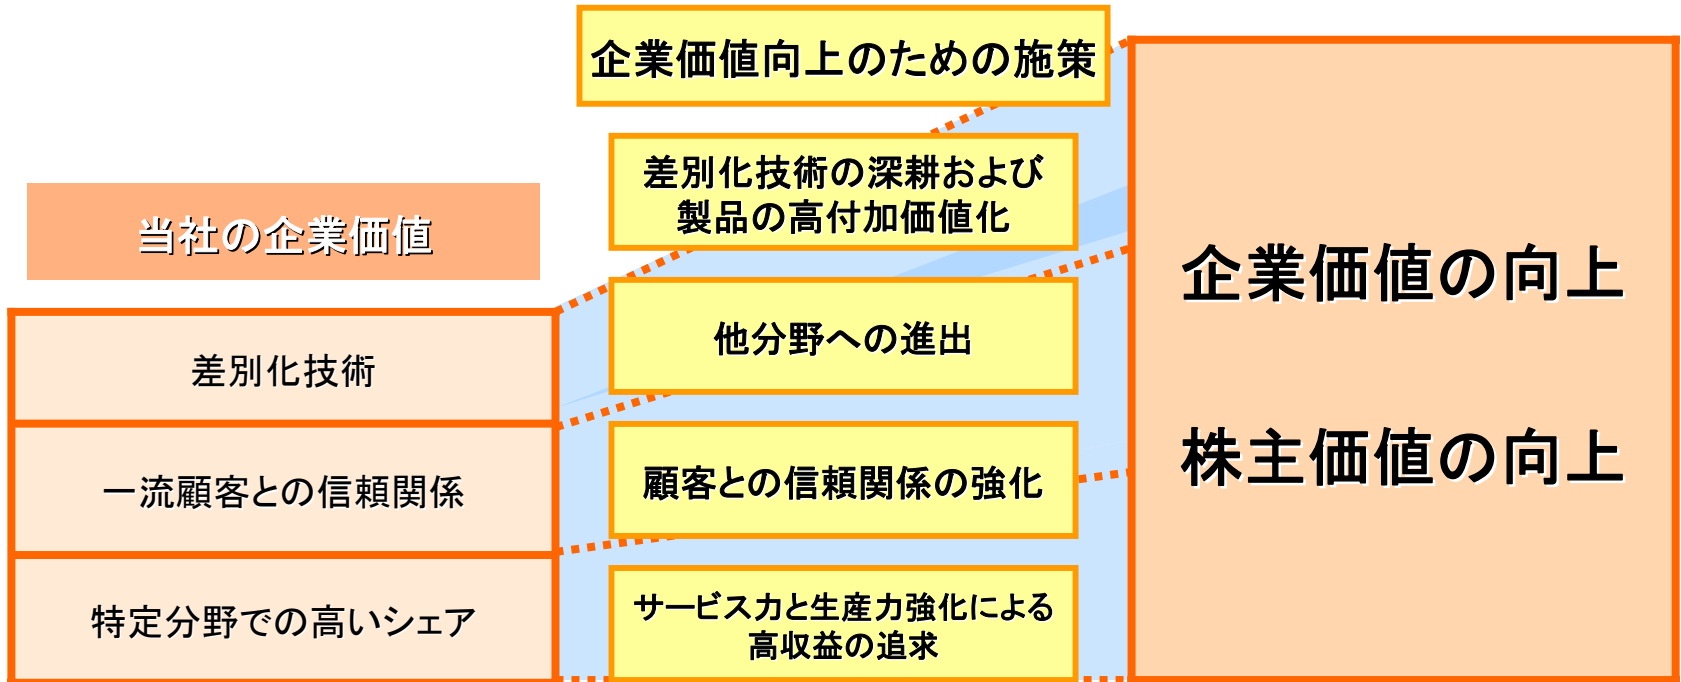 企業価値向上のための施策
当社の企業価値
差別化技術
一流顧客との信頼関係
特定分野での高いシェア
差別化技術の深耕および
製品の高付加価値化
他分野への進出
顧客との信頼関係の強化
サービス力と生産力強化による
高収益の追求
企業価値の向上
株主価値の向上